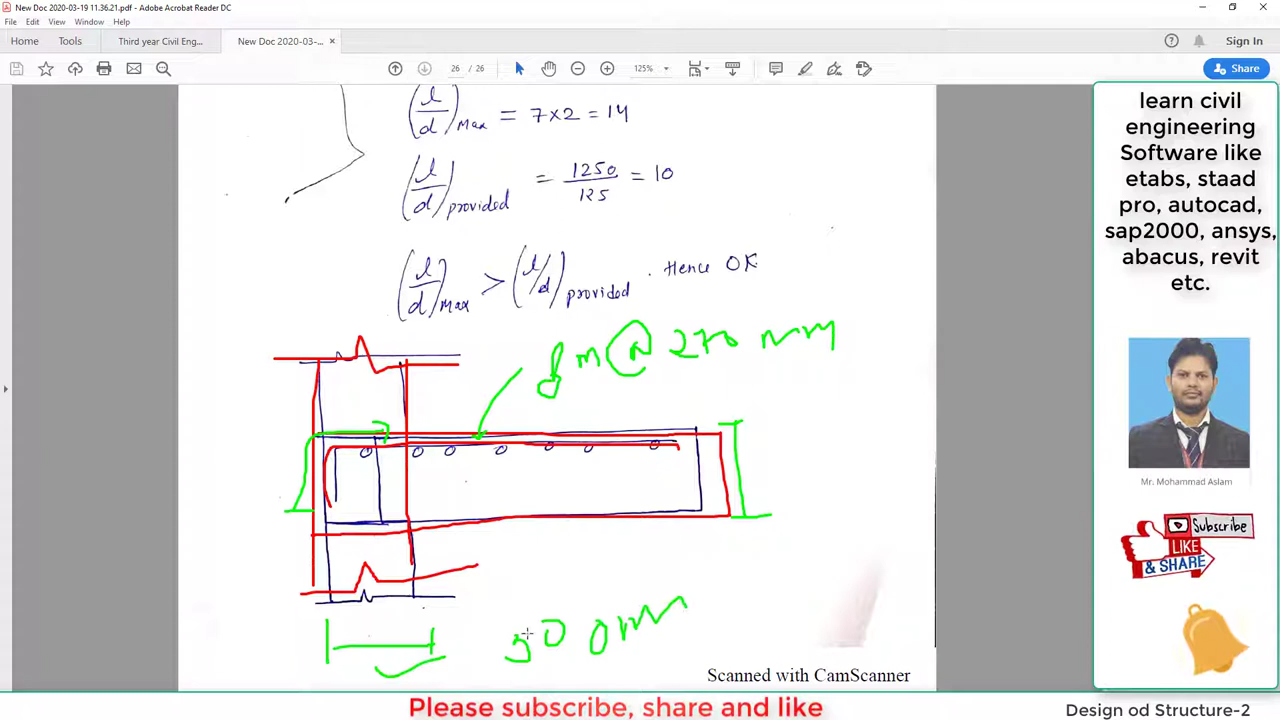 New Doc 2020-03-19 11.36.21.pdf - Adobe Acrobat Reader DC
File Edit View Window Help
Home Tools Third year Civil Eng... New Doc 2020-03-... × Sign In
26 / 26 125% Share
(l/d)Max = 7×2 = 14
(l/d)provided = 1250/125 = 10
(l/d)Max > (l/d)provided . Hence OK
@ 270 mm
mm
Scanned with CamScanner
learn civil
engineering
Software like
etabs, staad
pro, autocad,
sap2000, ansys,
abacus, revit
etc.
Mr. Mohammad Aslam
Subscribe
LIKE
& SHARE
Please subscribe, share and like
Design od Structure-2